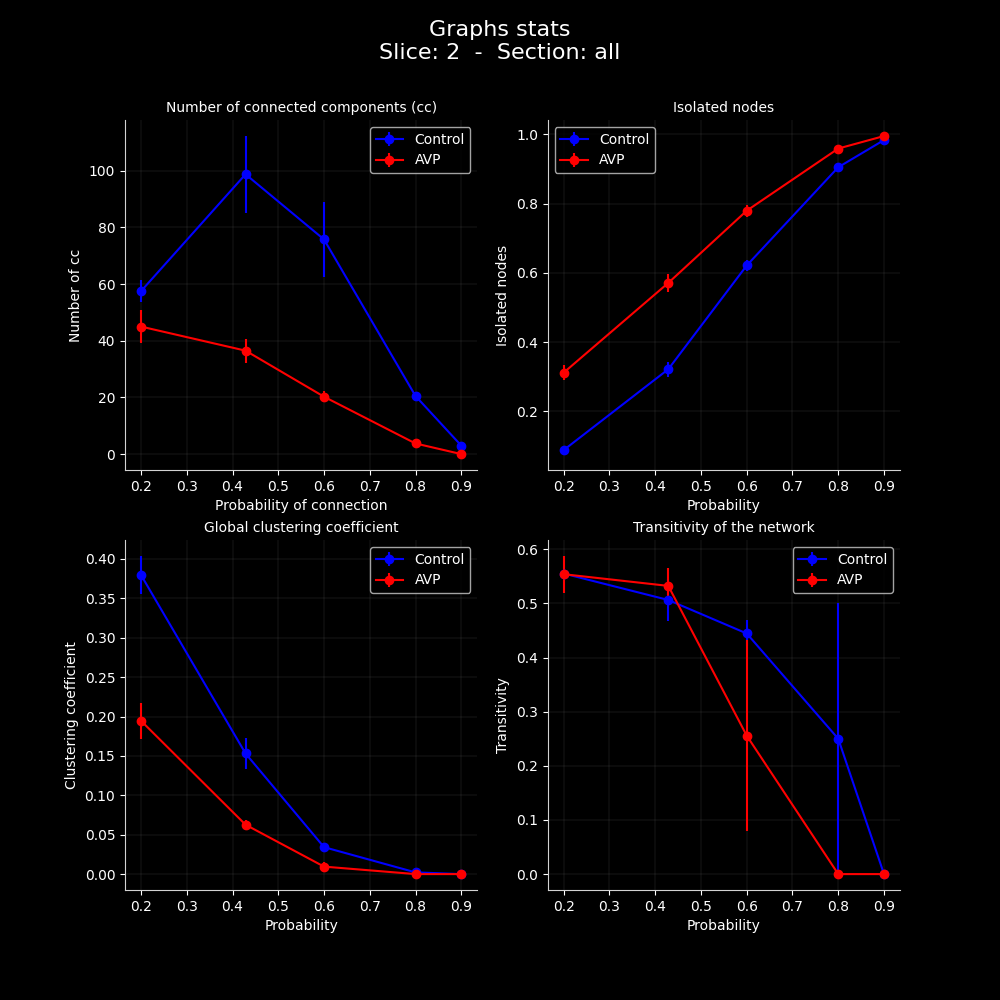 Graphs stats
Slice: 2  -  Section: all
Number of connected components (cc)
Control
AVP
100
80
60
40
20
0
Number of cc
0.2 0.3 0.4 0.5 0.6 0.7 0.8 0.9
Probability of connection
Isolated nodes
Control
AVP
1.0
0.8
0.6
0.4
0.2
Isolated nodes
0.2 0.3 0.4 0.5 0.6 0.7 0.8 0.9
Probability
Global clustering coefficient
Control
AVP
0.40
0.35
0.30
0.25
0.20
0.15
0.10
0.05
0.00
Clustering coefficient
0.2 0.3 0.4 0.5 0.6 0.7 0.8 0.9
Probability
Transitivity of the network
Control
AVP
0.6
0.5
0.4
0.3
0.2
0.1
0.0
Transitivity
0.2 0.3 0.4 0.5 0.6 0.7 0.8 0.9
Probability